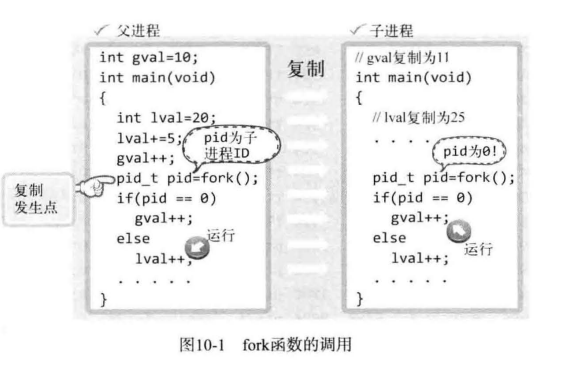 父进程
int gval=10;
int main(void)
{
int lval=20;
lval+=5;
gval++;
pid为子
进程ID
pid_t pid=fork();
if(pid == 0)
gval++;
else
运行
lval++;
. . . . .
}
复制
发生点
复制
子进程
// gval复制为11
int main(void)
{
// lval复制为25
. . . .
pid为0!
pid_t pid=fork();
if(pid == 0)
gval++;
else
运行
lval++;
. . . . .
}
图10-1 fork函数的调用